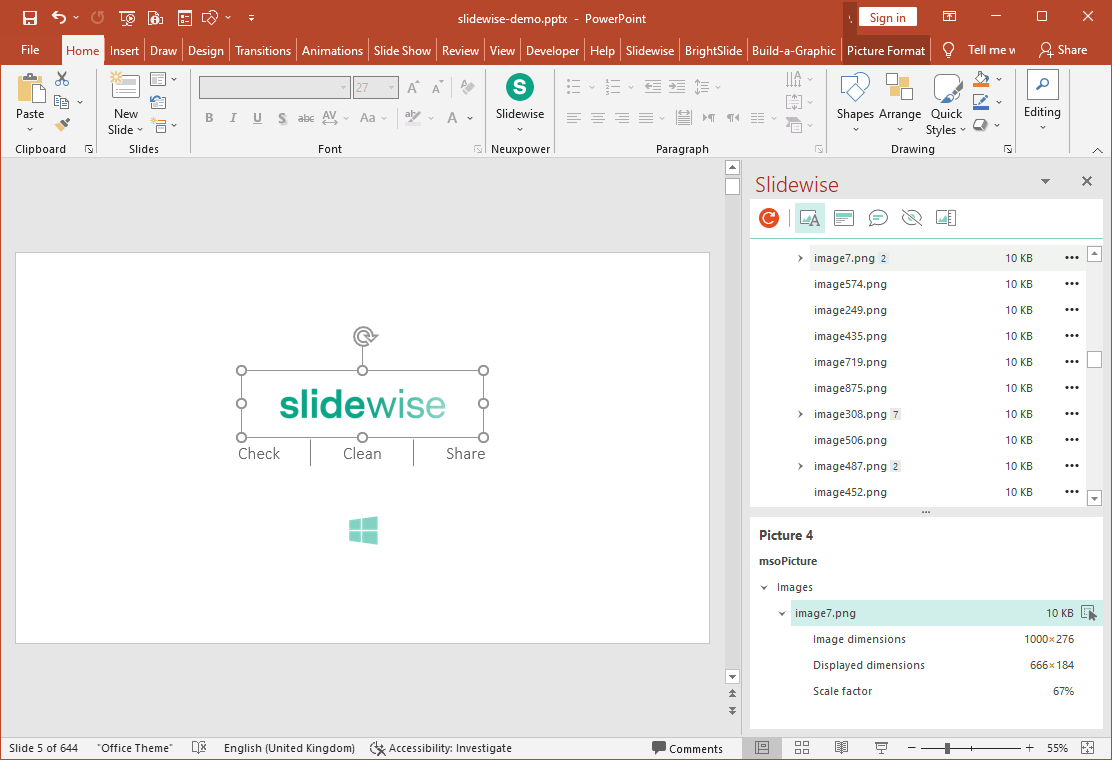 slidewise-demo.pptx - PowerPoint
Sign in
File Home Insert Draw Design Transitions Animations Slide Show Review View Developer Help Slidewise BrightSlide Build-a-Graphic Picture Format Tell me w Share
Paste
Clipboard
New
Slide
Slides
27
B I U S abc AV Aa ab A
Font
S
Slidewise
Neuxpower
Paragraph
Shapes Arrange Quick
Styles
Drawing
Editing
Slidewise
image7.png 2 10 KB
image574.png 10 KB
image249.png 10 KB
image435.png 10 KB
image719.png 10 KB
image875.png 10 KB
image308.png 7 10 KB
image506.png 10 KB
image487.png 2 10 KB
image452.png 10 KB
slidewise
Check Clean Share
Picture 4
msoPicture
Images
image7.png 10 KB
Image dimensions 1000×276
Displayed dimensions 666×184
Scale factor 67%
Slide 5 of 644 "Office Theme" English (United Kingdom) Accessibility: Investigate Comments 55%